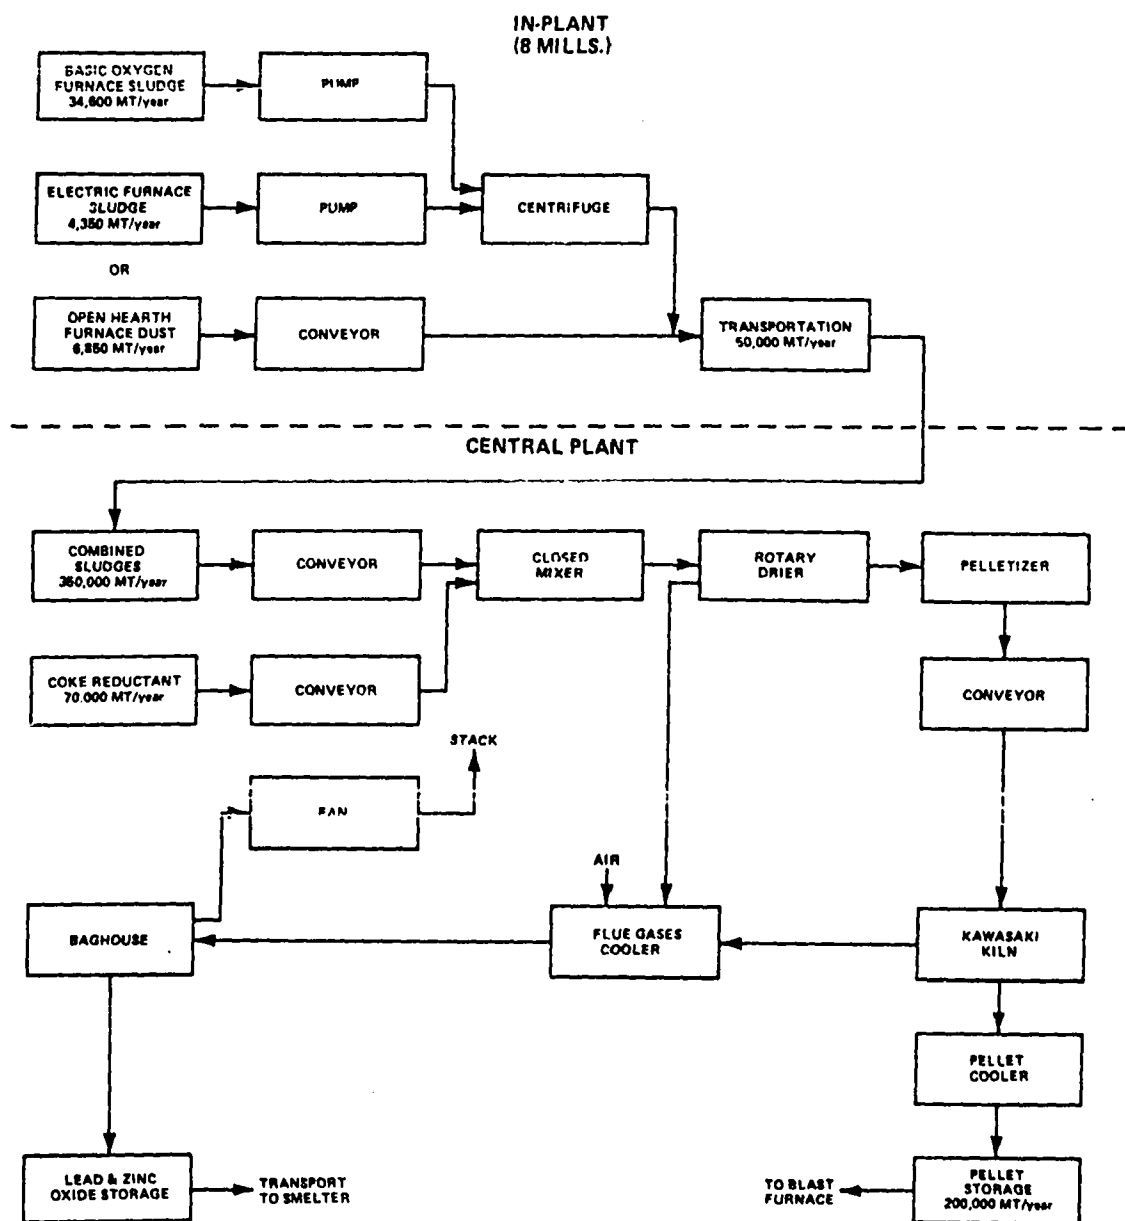 IN-PLANT
(8 MILLS.)
BASIC OXYGEN
FURNACE SLUDGE
34,600 MT/year
PUMP
ELECTRIC FURNACE
SLUDGE
4,350 MT/year
PUMP
CENTRIFUGE
OR
OPEN HEARTH
FURNACE DUST
6,850 MT/year
CONVEYOR
TRANSPORTATION
50,000 MT/year
CENTRAL PLANT
COMBINED
SLUDGES
350,000 MT/year
CONVEYOR
CLOSED
MIXER
ROTARY
DRIER
PELLETIZER
COKE REDUCTANT
70,000 MT/year
CONVEYOR
CONVEYOR
STACK
FAN
AIR
BAGHOUSE
FLUE GASES
COOLER
KAWASAKI
KILN
PELLET
COOLER
LEAD & ZINC
OXIDE STORAGE
TRANSPORT
TO SMELTER
TO BLAST
FURNACE
PELLET
STORAGE
200,000 MT/year